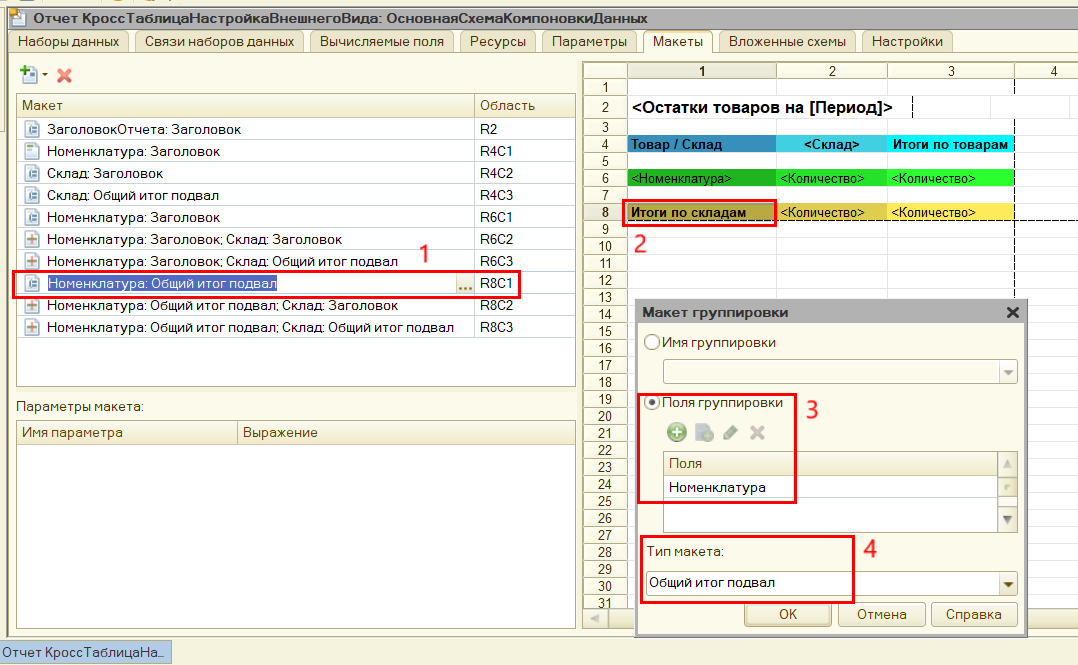 Отчет КроссТаблицаНастройкаВнешнегоВида: ОсновнаяСхемаКомпоновкиДанных
Наборы данных Связи наборов данных Вычисляемые поля Ресурсы Параметры Макеты Вложенные схемы Настройки
Макет Область
ЗаголовокОтчета: Заголовок R2
Номенклатура: Заголовок R4C1
Склад: Заголовок R4C2
Склад: Общий итог подвал R4C3
Номенклатура: Заголовок R6C1
Номенклатура: Заголовок; Склад: Заголовок R6C2
Номенклатура: Заголовок; Склад: Общий итог подвал R6C3
1
Номенклатура: Общий итог подвал ... R8C1
Номенклатура: Общий итог подвал; Склад: Заголовок R8C2
Номенклатура: Общий итог подвал; Склад: Общий итог подвал R8C3
Параметры макета:
Имя параметра Выражение
1 2 3 4
1
2 <Остатки товаров на [Период]>
3
4 Товар / Склад <Склад> Итоги по товарам
5
6 <Номенклатура> <Количество> <Количество>
7
8 Итоги по складам <Количество> <Количество>
9
2
10
11
12
13
14
15
16
17
18
19
20
21
22
23
24
25
26
27
28
29
30
31
Макет группировки
Имя группировки
Поля группировки
3
Поля
Номенклатура
Тип макета:
4
Общий итог подвал
OK Отмена Справка
Отчет КроссТаблицаНа...